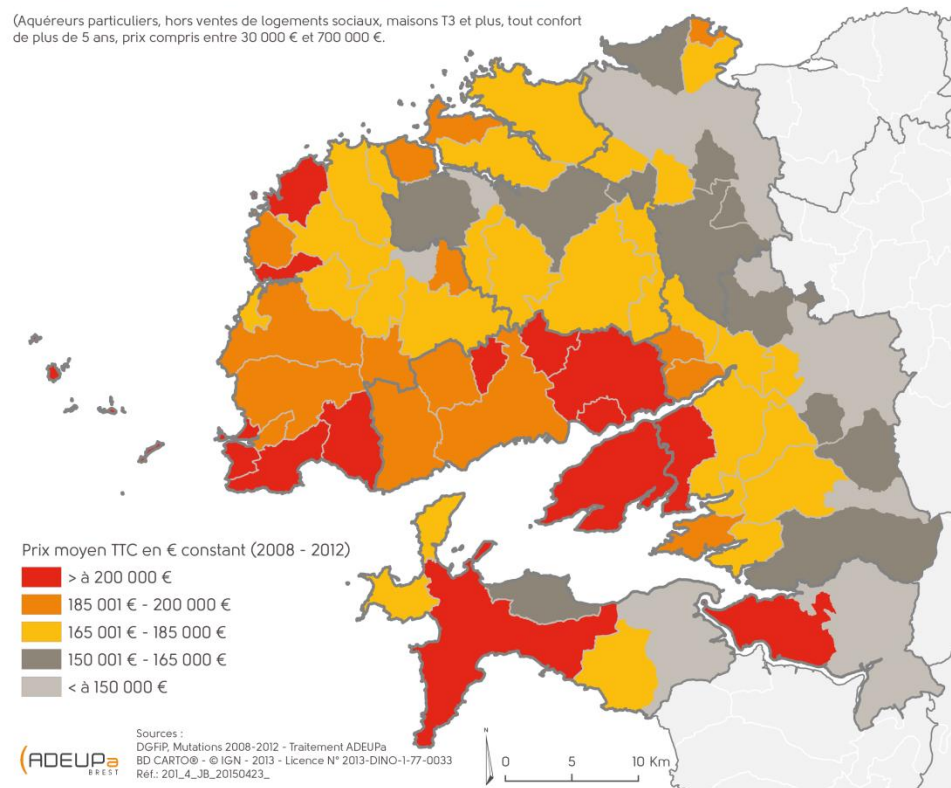 (Aquéreurs particuliers, hors ventes de logements sociaux, maisons T3 et plus, tout confort
de plus de 5 ans, prix compris entre 30 000 € et 700 000 €.
Prix moyen TTC en € constant (2008 - 2012)
> à 200 000 €
185 001 € - 200 000 €
165 001 € - 185 000 €
150 001 € - 165 000 €
< à 150 000 €
Sources :
DGFiP, Mutations 2008-2012 - Traitement ADEUPa
BD CARTO® - © IGN - 2013 - Licence N° 2013-DINO-1-77-0033
Réf.: 201_4_JB_20150423_
(ADEUPa
BREST
N
0 5 10 Km